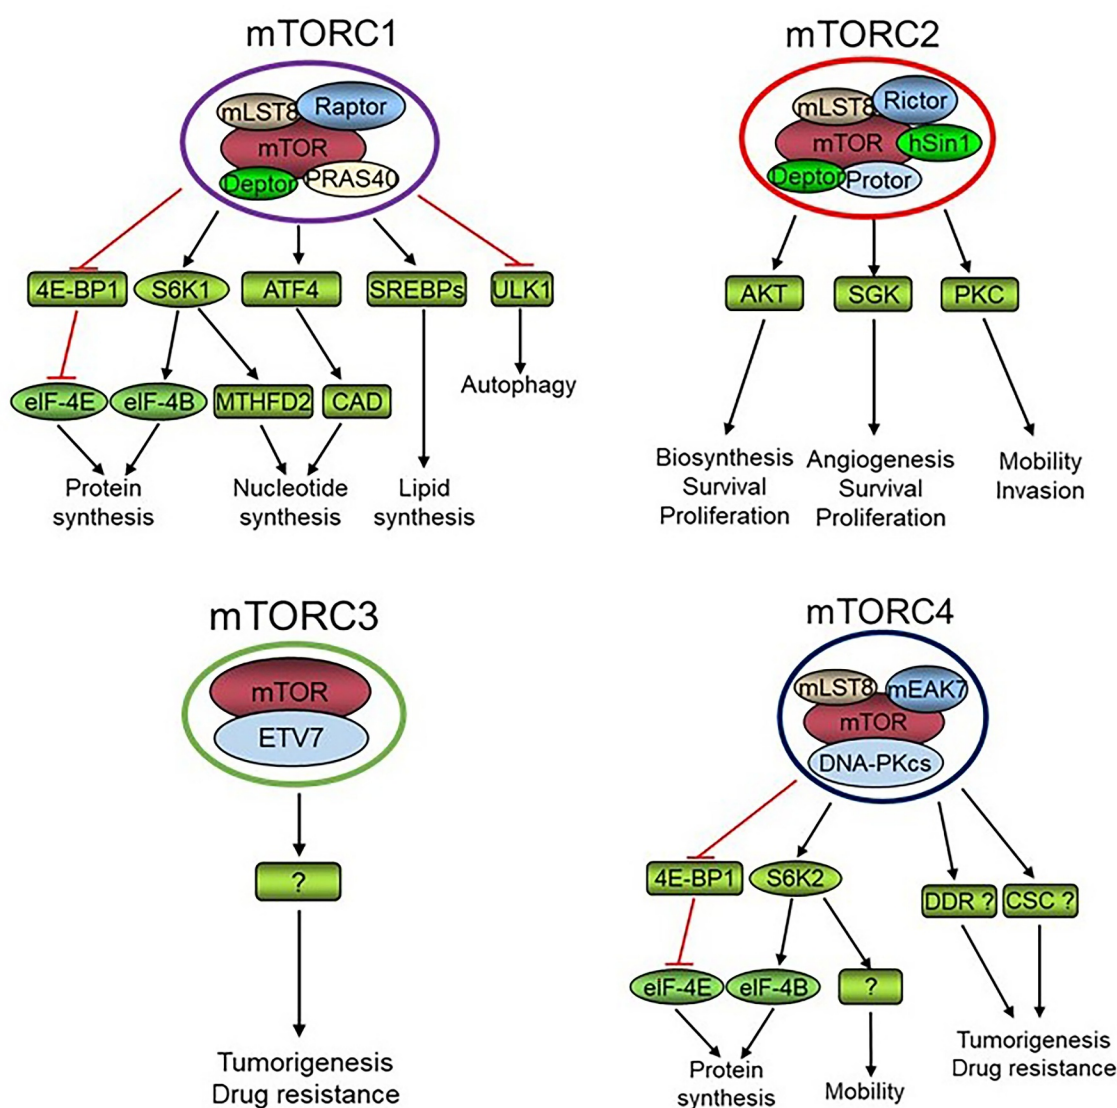 mTORC1
mLST8
Raptor
mTOR
Deptor
PRAS40
4E-BP1
S6K1
ATF4
SREBPs
ULK1
eIF-4E
eIF-4B
MTHFD2
CAD
Autophagy
Protein
synthesis
Nucleotide
synthesis
Lipid
synthesis
mTORC2
mLST8
Rictor
mTOR
hSin1
Deptor
Protor
AKT
SGK
PKC
Biosynthesis
Survival
Proliferation
Angiogenesis
Survival
Proliferation
Mobility
Invasion
mTORC3
mTOR
ETV7
?
Tumorigenesis
Drug resistance
mTORC4
mLST8
mEAK7
mTOR
DNA-PKcs
4E-BP1
S6K2
DDR ?
CSC ?
eIF-4E
eIF-4B
?
Protein
synthesis
Mobility
Tumorigenesis
Drug resistance